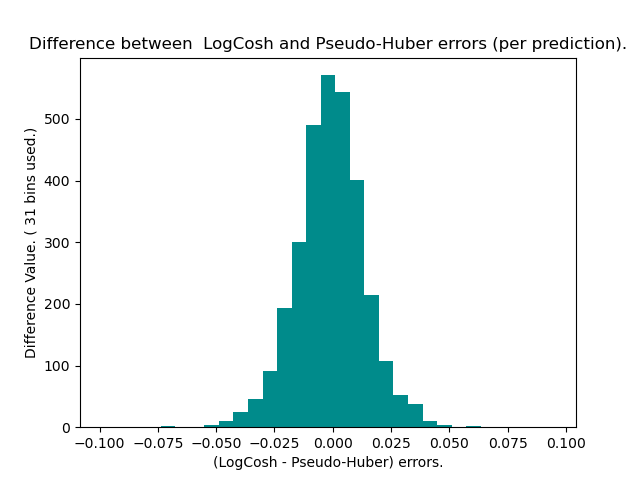 Difference between  LogCosh and Pseudo-Huber errors (per prediction).
Difference Value. ( 31 bins used.)
500
400
300
200
100
0
−0.100 −0.075 −0.050 −0.025 0.000 0.025 0.050 0.075 0.100
(LogCosh - Pseudo-Huber) errors.